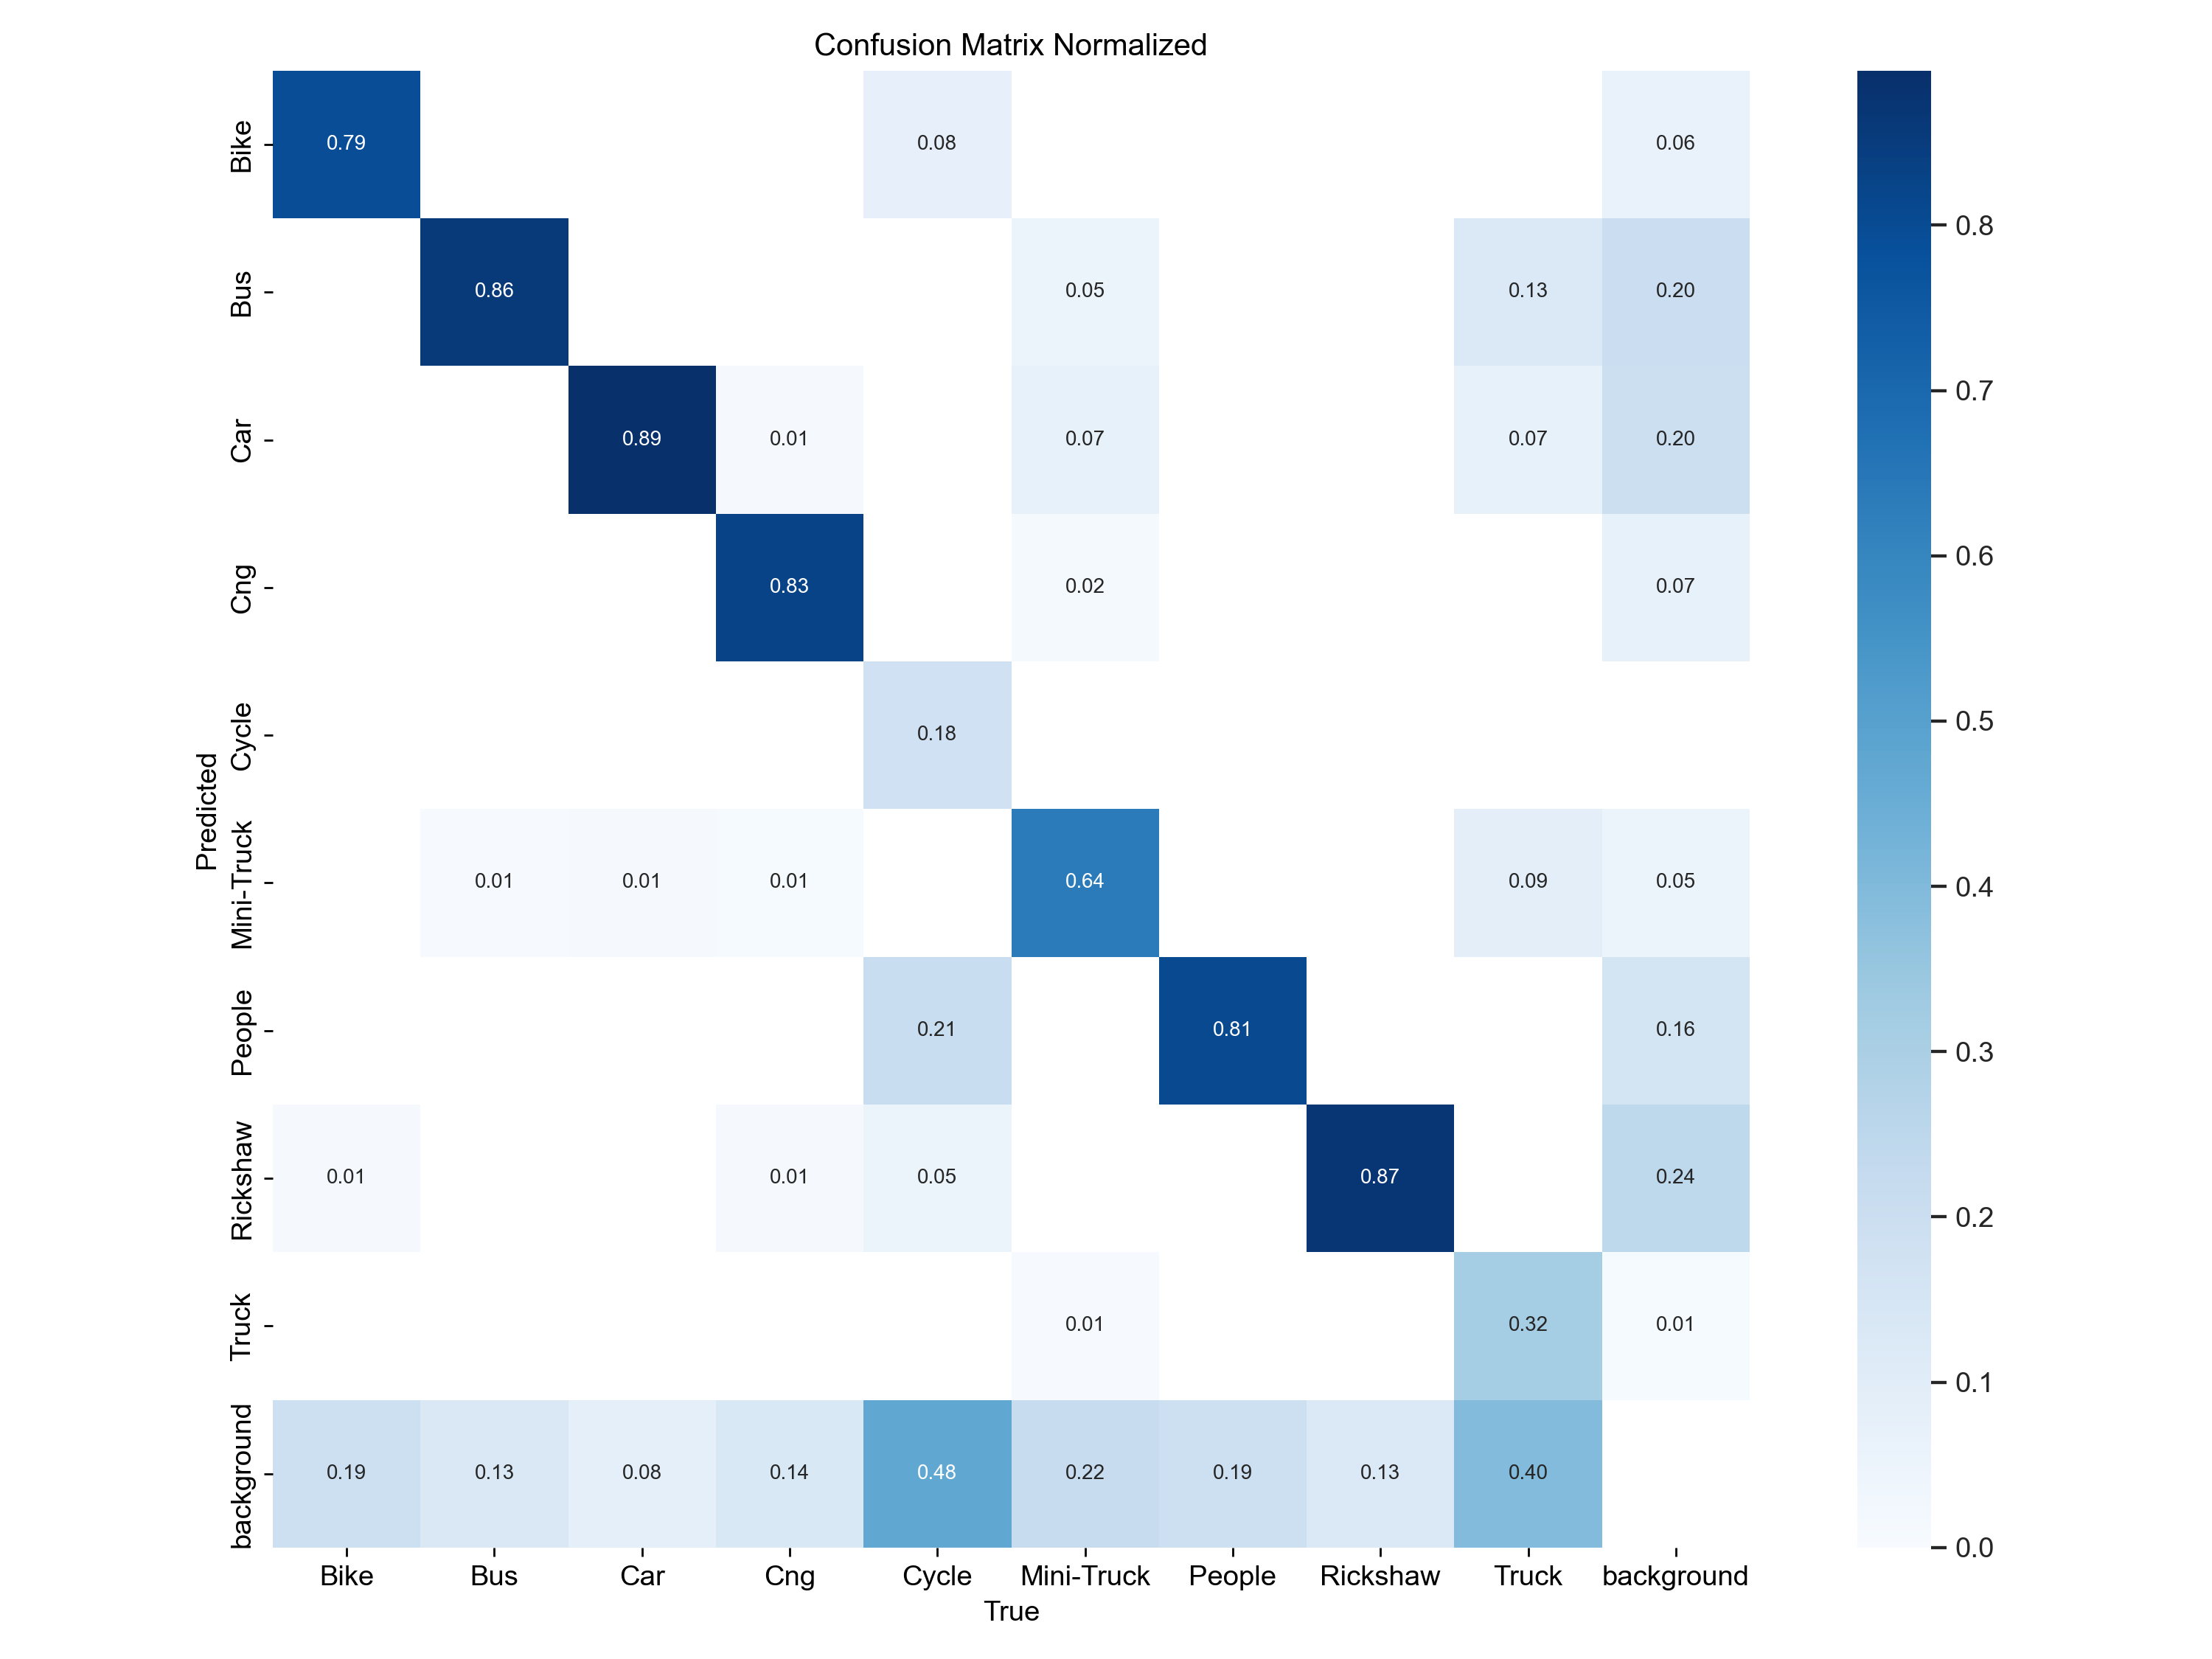 Confusion Matrix Normalized
Bike 0.79 0.08 0.06
Bus 0.86 0.05 0.13 0.20
Car 0.89 0.01 0.07 0.07 0.20
Cng 0.83 0.02 0.07
Cycle 0.18
Mini-Truck 0.01 0.01 0.01 0.64 0.09 0.05
People 0.21 0.81 0.16
Rickshaw 0.01 0.01 0.05 0.87 0.24
Truck 0.01 0.32 0.01
background 0.19 0.13 0.08 0.14 0.48 0.22 0.19 0.13 0.40
Predicted
Bike Bus Car Cng Cycle Mini-Truck People Rickshaw Truck background
True
0.8
0.7
0.6
0.5
0.4
0.3
0.2
0.1
0.0